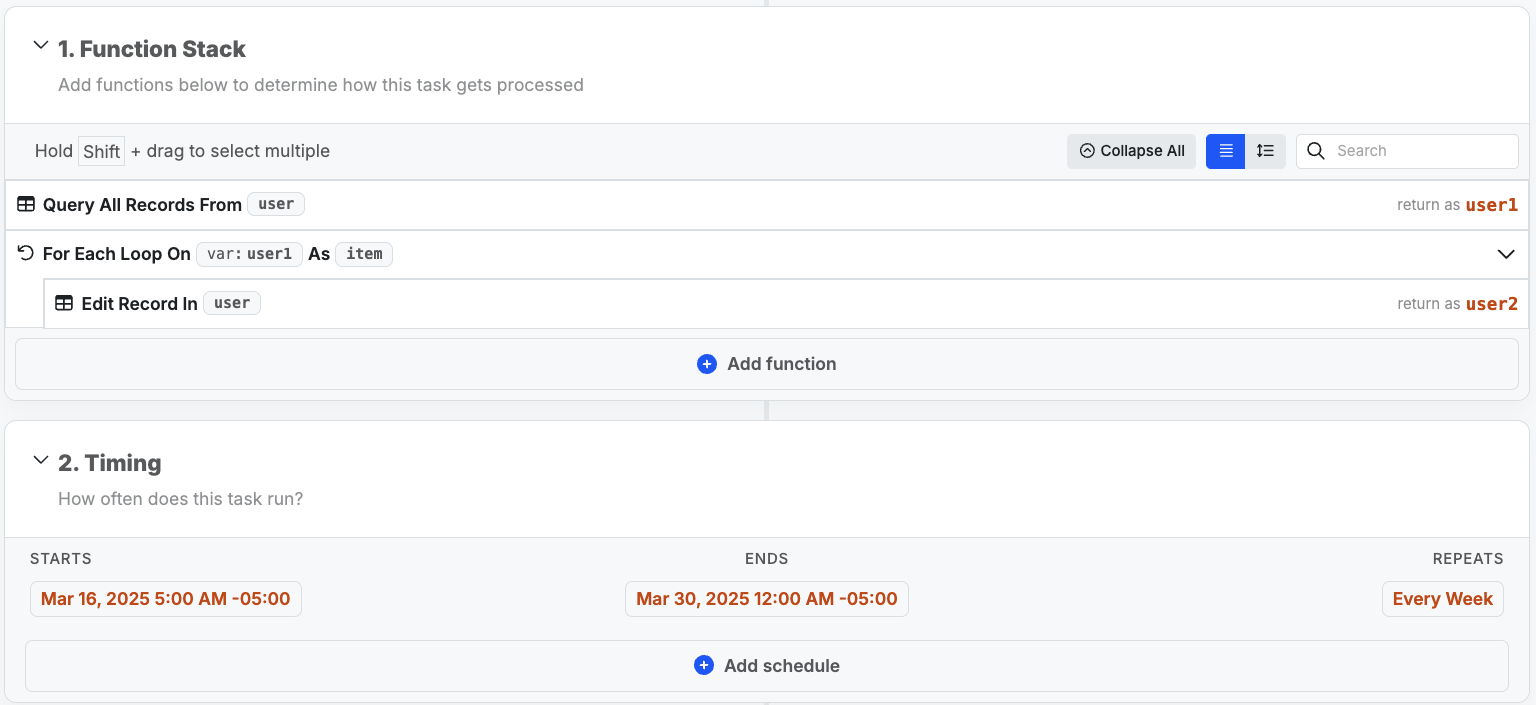 1. Function Stack
Add functions below to determine how this task gets processed
Hold Shift + drag to select multiple
Collapse All
Search
Query All Records From user
return as user1
For Each Loop On var: user1 As item
Edit Record In user
return as user2
Add function
2. Timing
How often does this task run?
STARTS
ENDS
REPEATS
Mar 16, 2025 5:00 AM -05:00
Mar 30, 2025 12:00 AM -05:00
Every Week
Add schedule